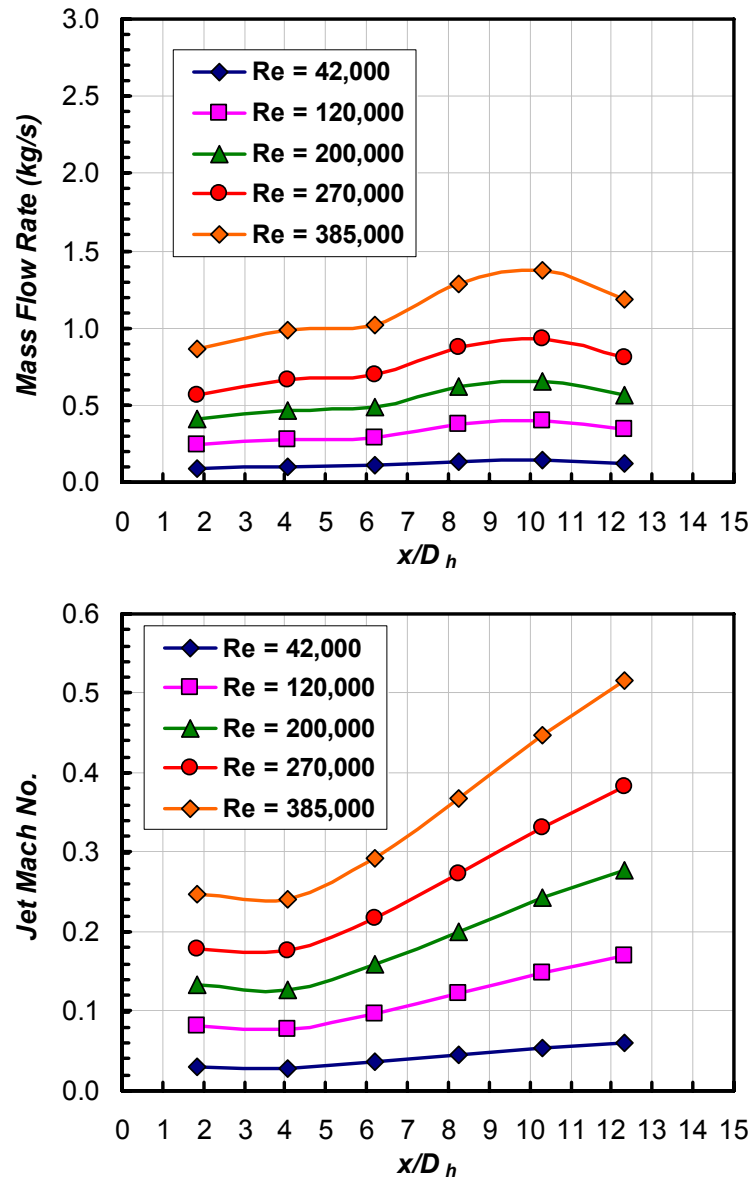 3.0
2.5
2.0
1.5
1.0
0.5
0.0
Mass Flow Rate (kg/s)
Re = 42,000
Re = 120,000
Re = 200,000
Re = 270,000
Re = 385,000
0 1 2 3 4 5 6 7 8 9 10 11 12 13 14 15
x/D h
0.6
0.5
0.4
0.3
0.2
0.1
0.0
Jet Mach No.
Re = 42,000
Re = 120,000
Re = 200,000
Re = 270,000
Re = 385,000
0 1 2 3 4 5 6 7 8 9 10 11 12 13 14 15
x/D h